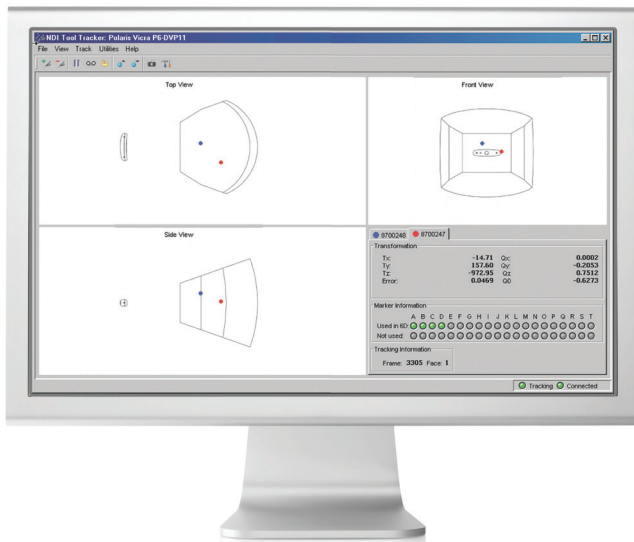 NDI Tool Tracker: Polaris Vicra P6-DVP11
File View Track Utilities Help
Top View
Front View
Side View
8700248 8700247
Transformation
Tx: -14.71 Qx: 0.0002
Ty: 157.60 Qy: -0.2053
Tz: -972.95 Qz: 0.7512
Error: 0.0469 Q0 -0.6273
Marker Information
A B C D E F G H I J K L M N O P Q R S T
Used in 6D:
Not used:
Tracking Information
Frame: 3305 Face: 1
Tracking Connected